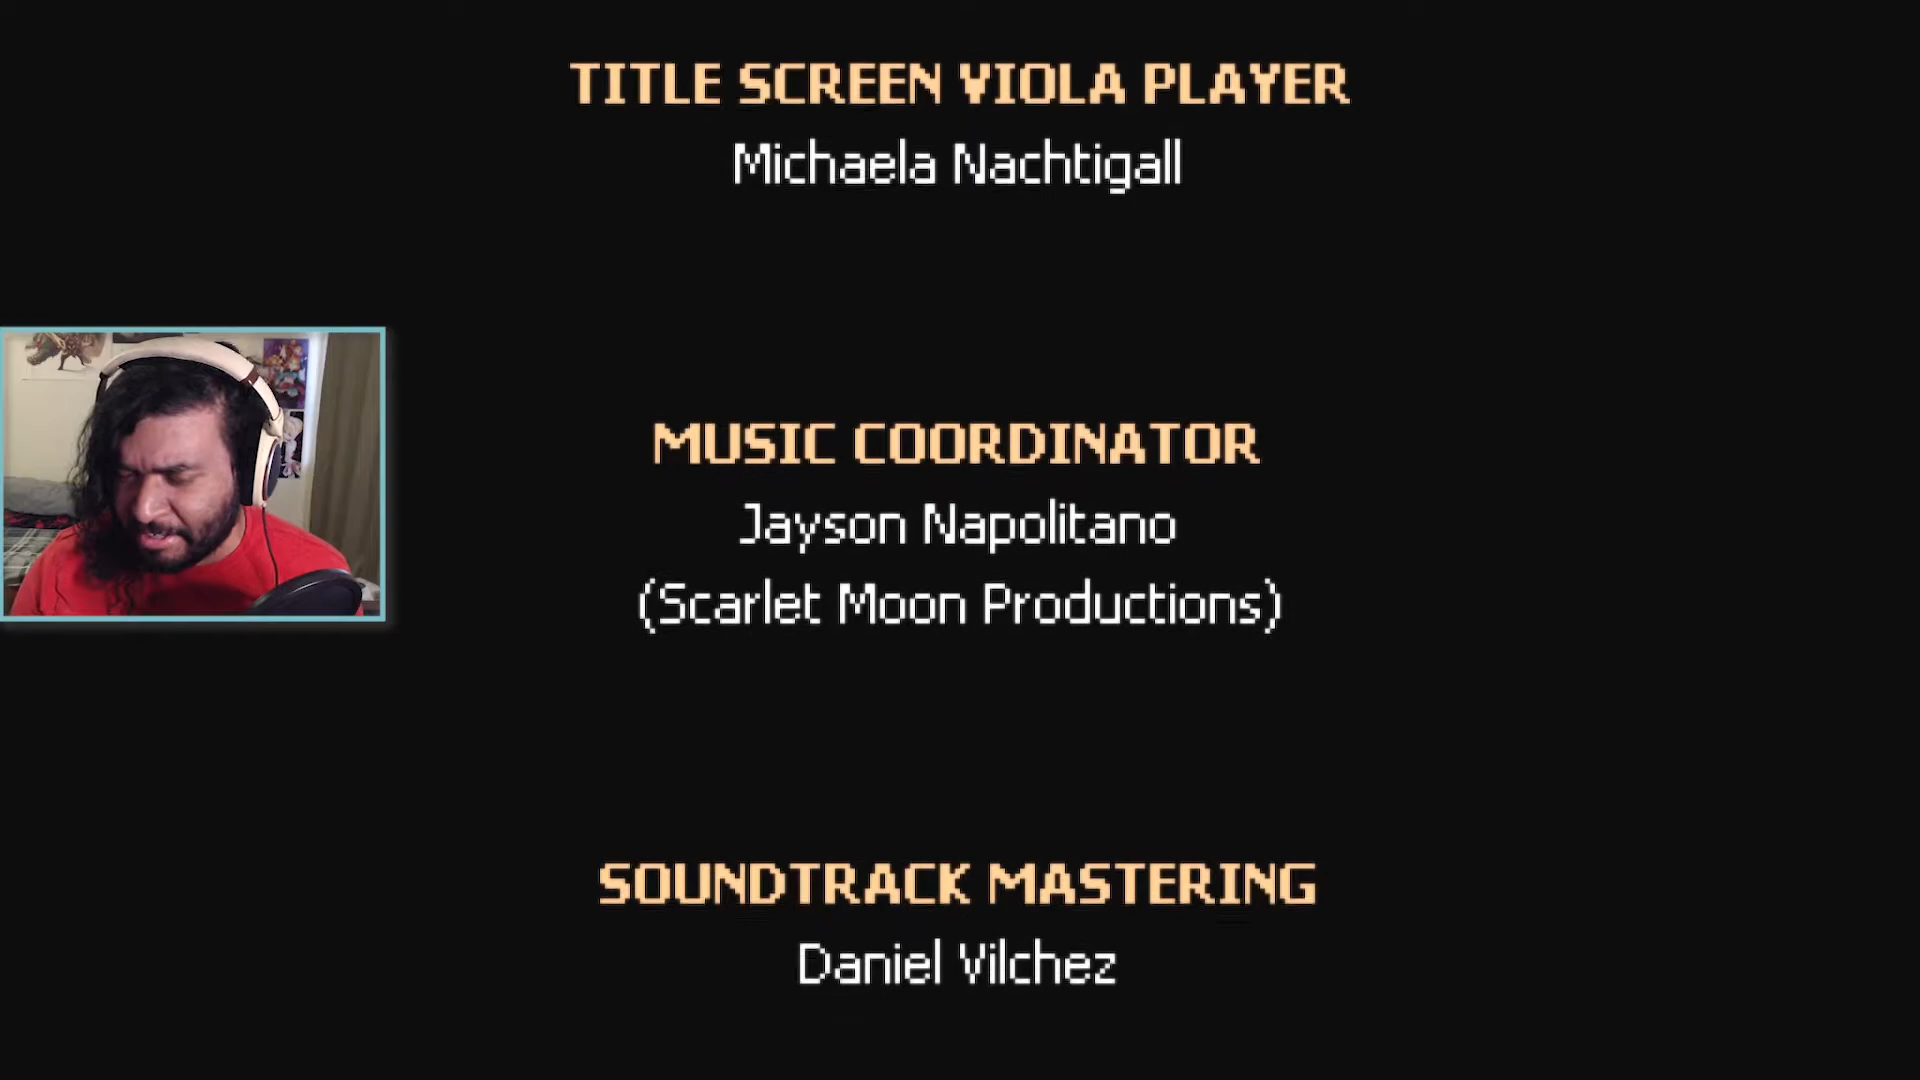 TITLE SCREEN VIOLA PLAYER
Michaela Nachtigall
MUSIC COORDINATOR
Jayson Napolitano
(Scarlet Moon Productions)
SOUNDTRACK MASTERING
Daniel Vilchez